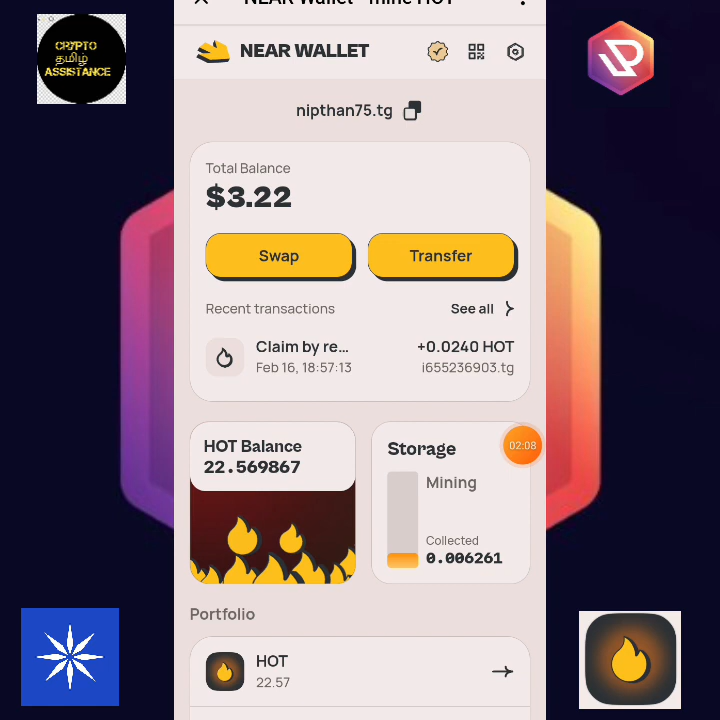 CRYPTO
தமிழ்
ASSISTANCE
NEAR WALLET
nipthan75.tg
Total Balance
$3.22
Swap
Transfer
Recent transactions
See all
Claim by re...
+0.0240 HOT
Feb 16, 18:57:13
i655236903.tg
HOT Balance
22.569867
Storage
02:08
Mining
Collected
0.006261
Portfolio
HOT
22.57